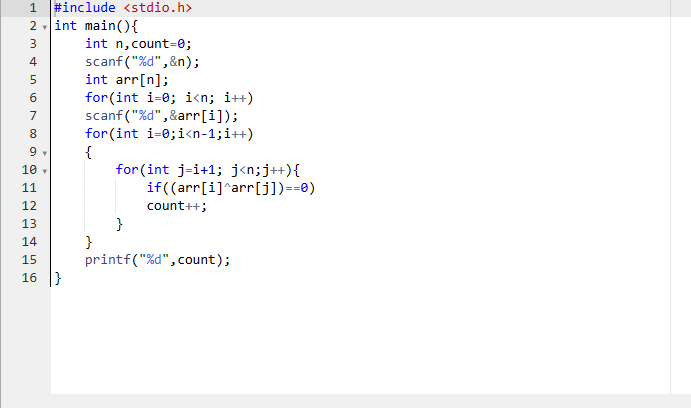 1 #include <stdio.h>
2 int main(){
3 int n,count=0;
4 scanf("%d",&n);
5 int arr[n];
6 for(int i=0; i<n; i++)
7 scanf("%d",&arr[i]);
8 for(int i=0;i<n-1;i++)
9 {
10 for(int j=i+1; j<n;j++){
11 if((arr[i]^arr[j])==0)
12 count++;
13 }
14 }
15 printf("%d",count);
16 }